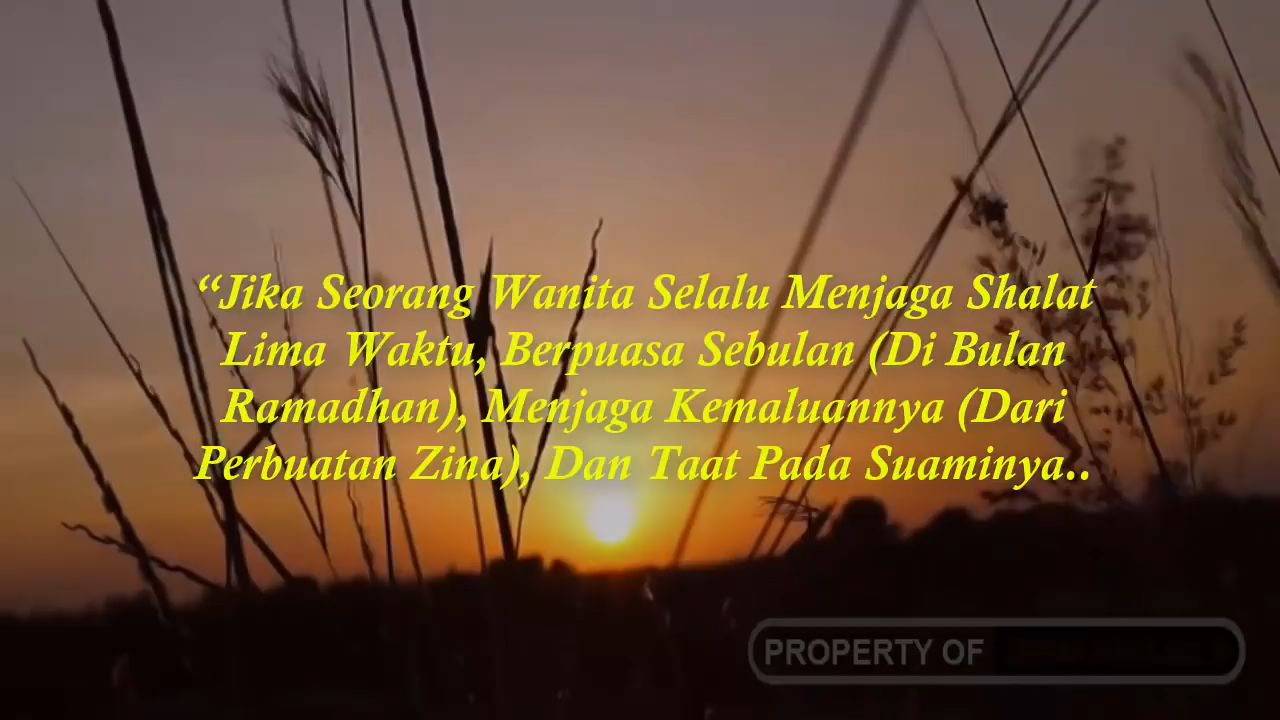 “Jika Seorang Wanita Selalu Menjaga Shalat
Lima Waktu, Berpuasa Sebulan (Di Bulan
Ramadhan), Menjaga Kemaluannya (Dari
Perbuatan Zina), Dan Taat Pada Suaminya..
PROPERTY OF